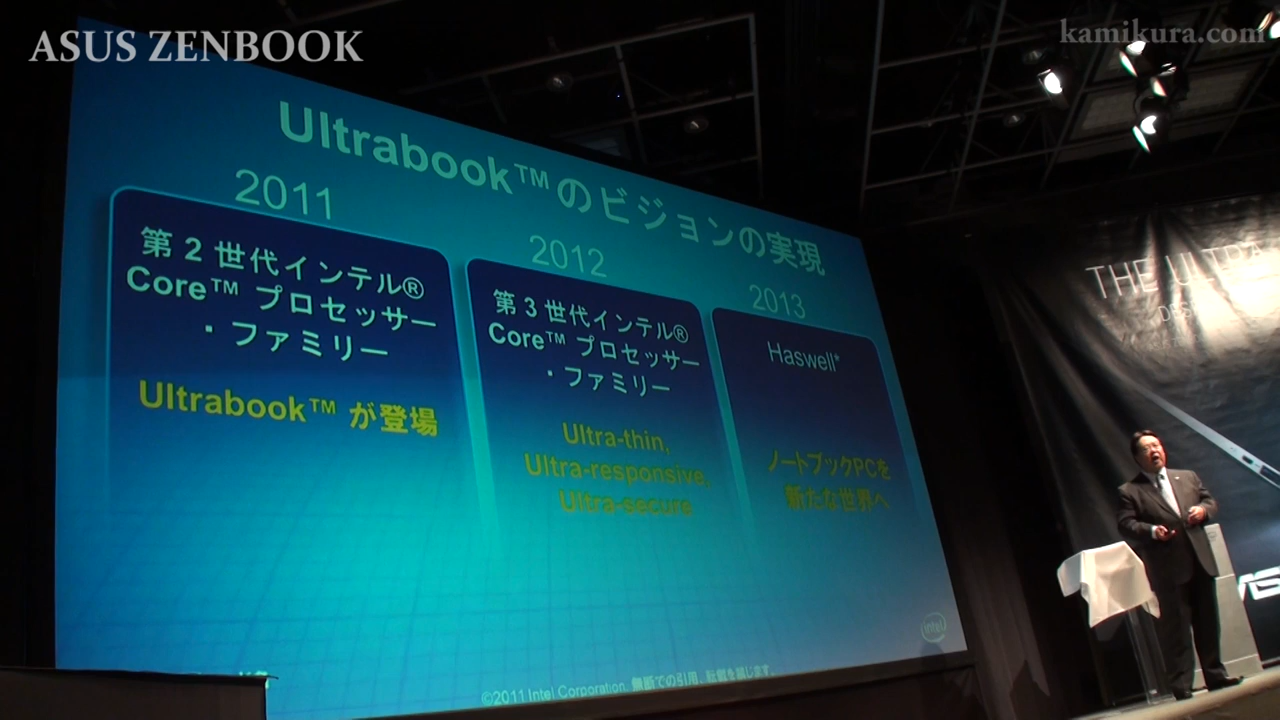 ASUS ZENBOOK
kamikura.com
Ultrabook™のビジョンの実現
2011
第2世代インテル®
Core™ プロセッサー
・ファミリー
Ultrabook™ が登場
2012
第3世代インテル®
Core™ プロセッサー
・ファミリー
Ultra-thin,
Ultra-responsive,
Ultra-secure
2013
Haswell*
ノートブックPCを
新たな世界へ
intel
©2011 Intel Corporation. 無断での引用、転載を禁じます。
THE ULTRA